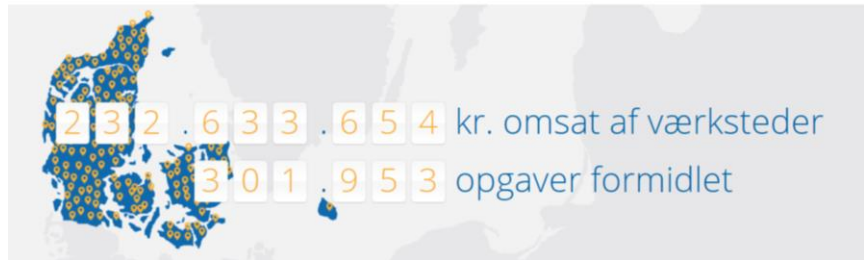 232.633.654 kr. omsat af værksteder
301.953 opgaver formidlet